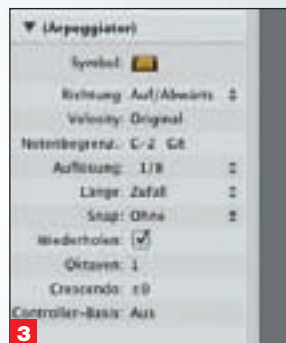 ▼ (Arpeggiator)
Symbol:
Richtung: Auf/Abwärts
Velocity: Original
Notenbegrenz.: C-2 G8
Auflösung: 1/8
Länge: Zufall
Snap: Ohne
Wiederholen:
Oktaven: 1
Crescendo: ±0
Controller-Basis: Aus
3